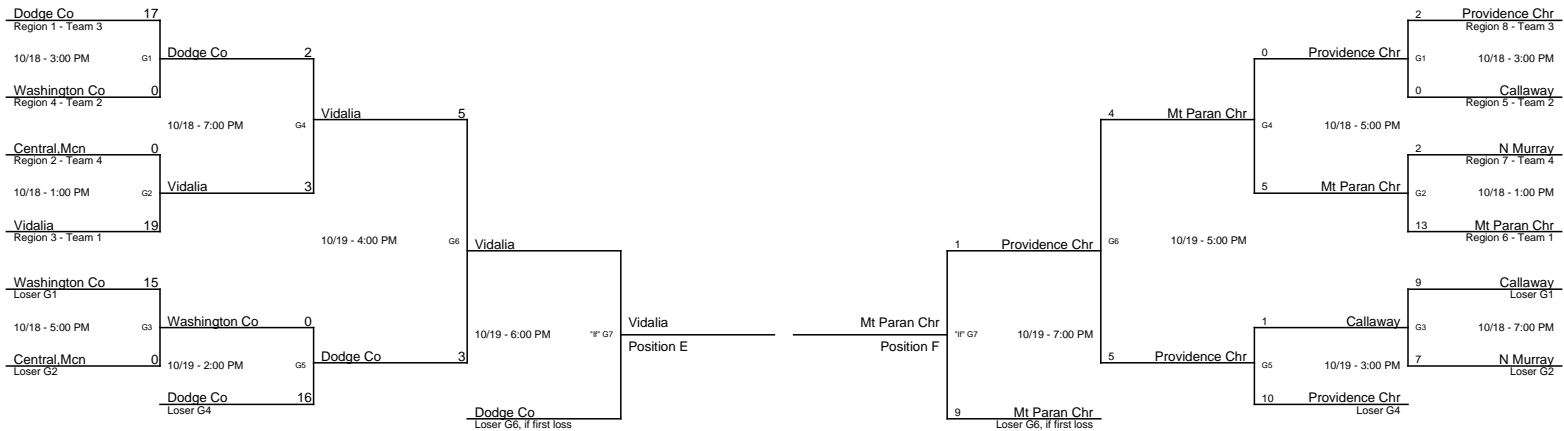 Dodge Co 17
Region 1 - Team 3
10/18 - 3:00 PM G1
Washington Co 0
Region 4 - Team 2
Dodge Co 2
10/18 - 7:00 PM G4
Central,Mcn 0
Region 2 - Team 4
10/18 - 1:00 PM G2
Vidalia 19
Region 3 - Team 1
Vidalia 3
Vidalia 5
10/19 - 4:00 PM G6
Washington Co 15
Loser G1
10/18 - 5:00 PM G3
Central,Mcn 0
Loser G2
Washington Co 0
10/19 - 2:00 PM G5
Dodge Co 16
Loser G4
Dodge Co 3
Vidalia
10/19 - 6:00 PM "If" G7
Dodge Co
Loser G6, if first loss
Vidalia
Position E
Mt Paran Chr
Position F
1 Providence Chr
"If" G7 10/19 - 7:00 PM
9 Mt Paran Chr
Loser G6, if first loss
4 Mt Paran Chr
G6 10/19 - 5:00 PM
5 Providence Chr
0 Providence Chr
G4 10/18 - 5:00 PM
5 Mt Paran Chr
2 Providence Chr
Region 8 - Team 3
G1 10/18 - 3:00 PM
0 Callaway
Region 5 - Team 2
2 N Murray
Region 7 - Team 4
G2 10/18 - 1:00 PM
13 Mt Paran Chr
Region 6 - Team 1
1 Callaway
G5 10/19 - 3:00 PM
10 Providence Chr
Loser G4
9 Callaway
Loser G1
G3 10/18 - 7:00 PM
7 N Murray
Loser G2